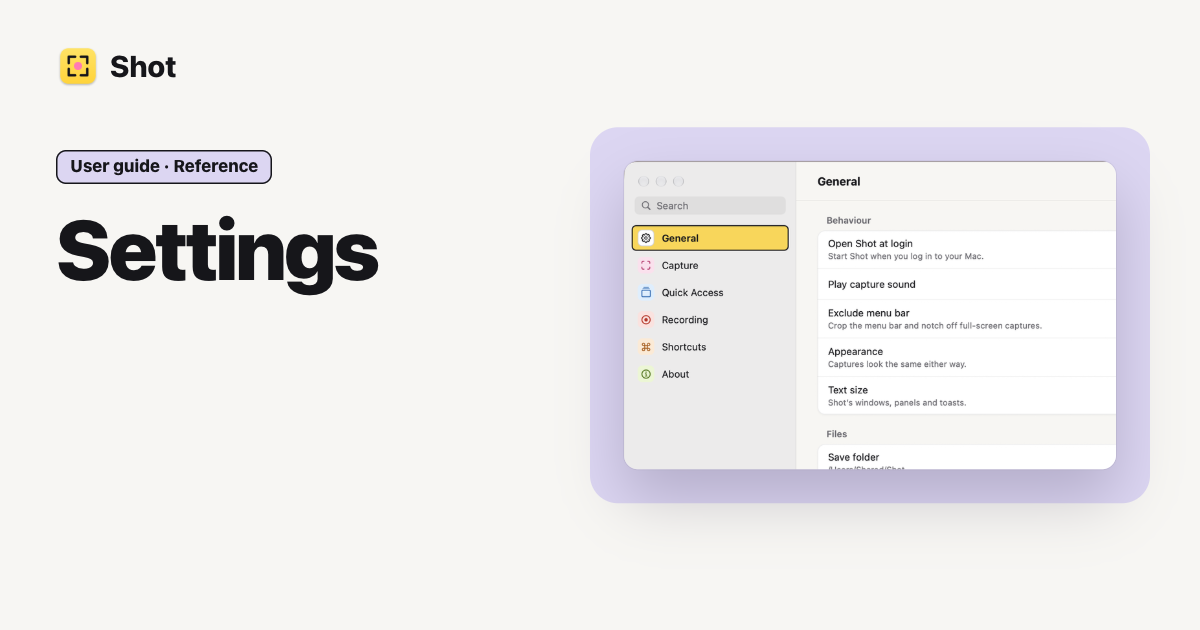 Shot
User guide · Reference
Settings
Search
General
Capture
Quick Access
Recording
Shortcuts
About
General
Behaviour
Open Shot at login
Start Shot when you log in to your Mac.
Play capture sound
Exclude menu bar
Crop the menu bar and notch off full-screen captures.
Appearance
Captures look the same either way.
Text size
Shot's windows, panels and toasts.
Files
Save folder
/Users/Shared/Shot